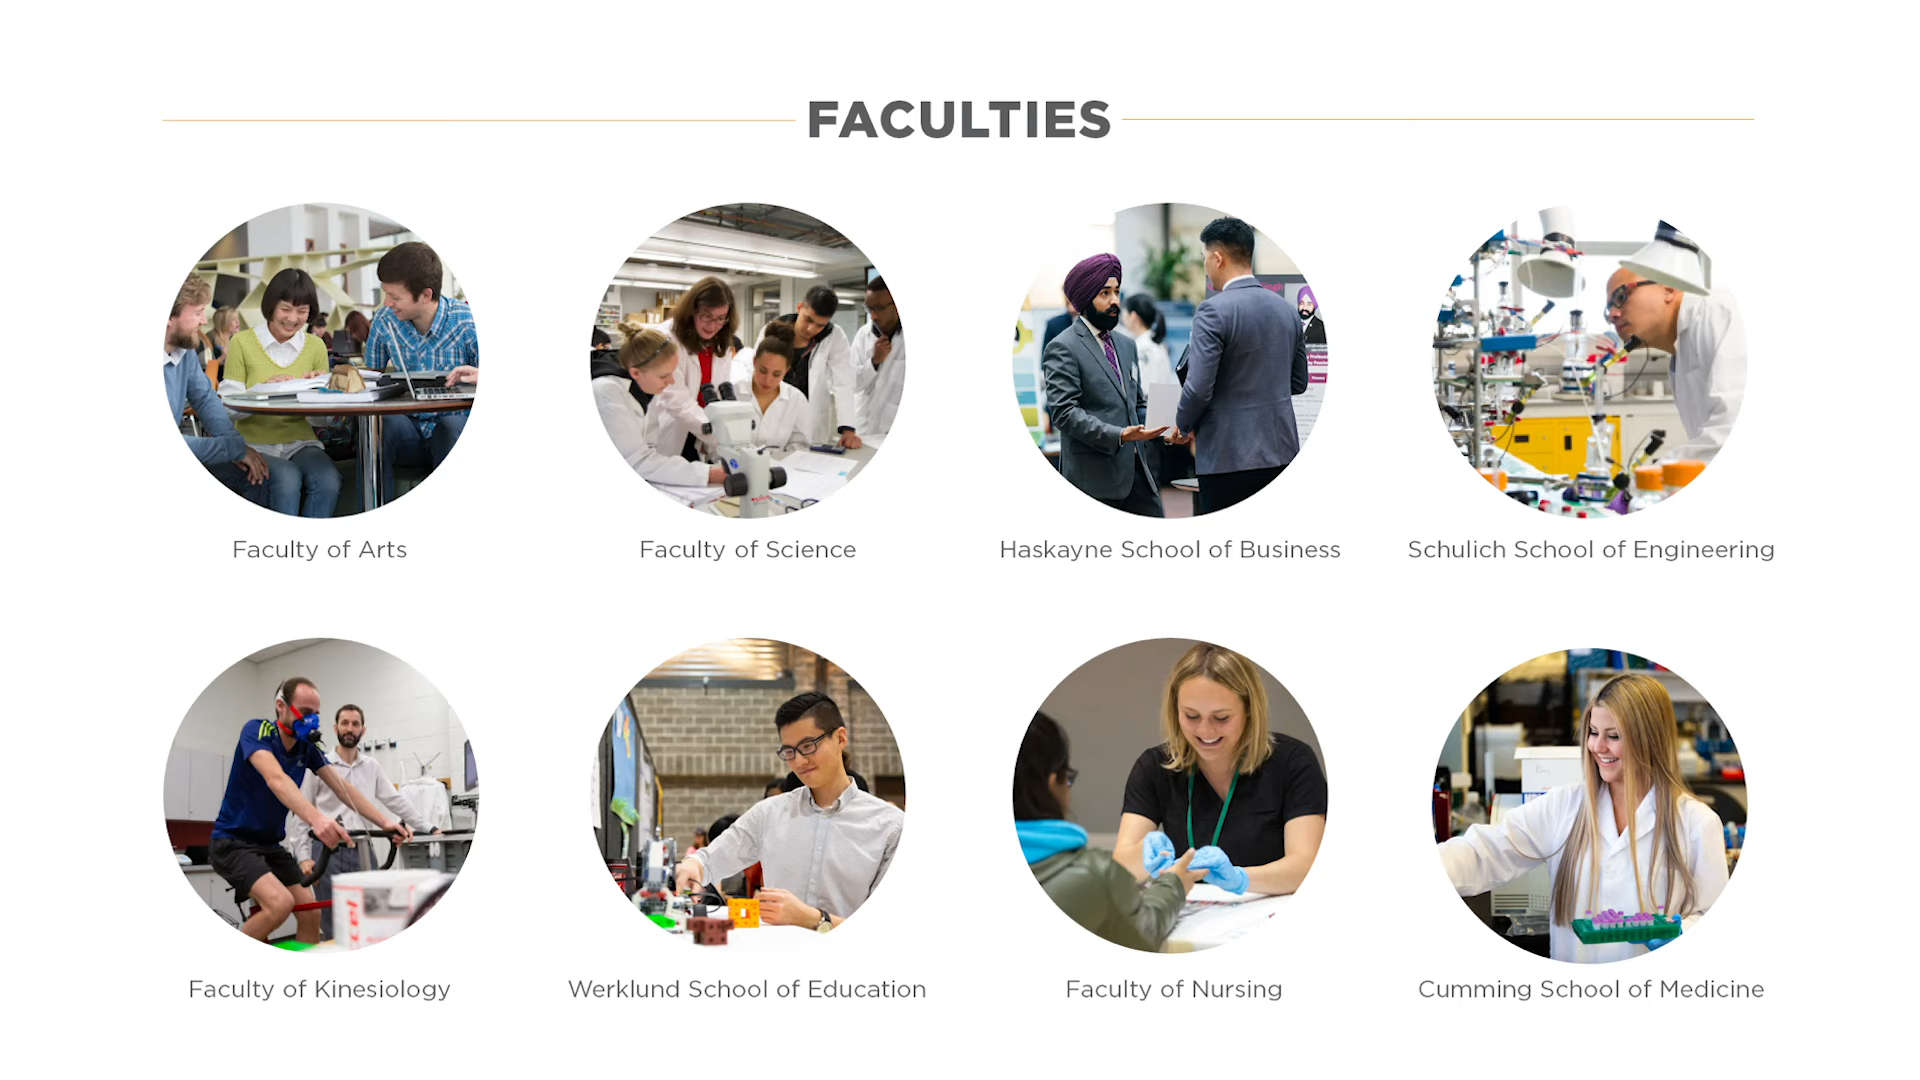 FACULTIES
Faculty of Arts
Faculty of Science
Haskayne School of Business
Schulich School of Engineering
Faculty of Kinesiology
Werklund School of Education
Faculty of Nursing
Cumming School of Medicine